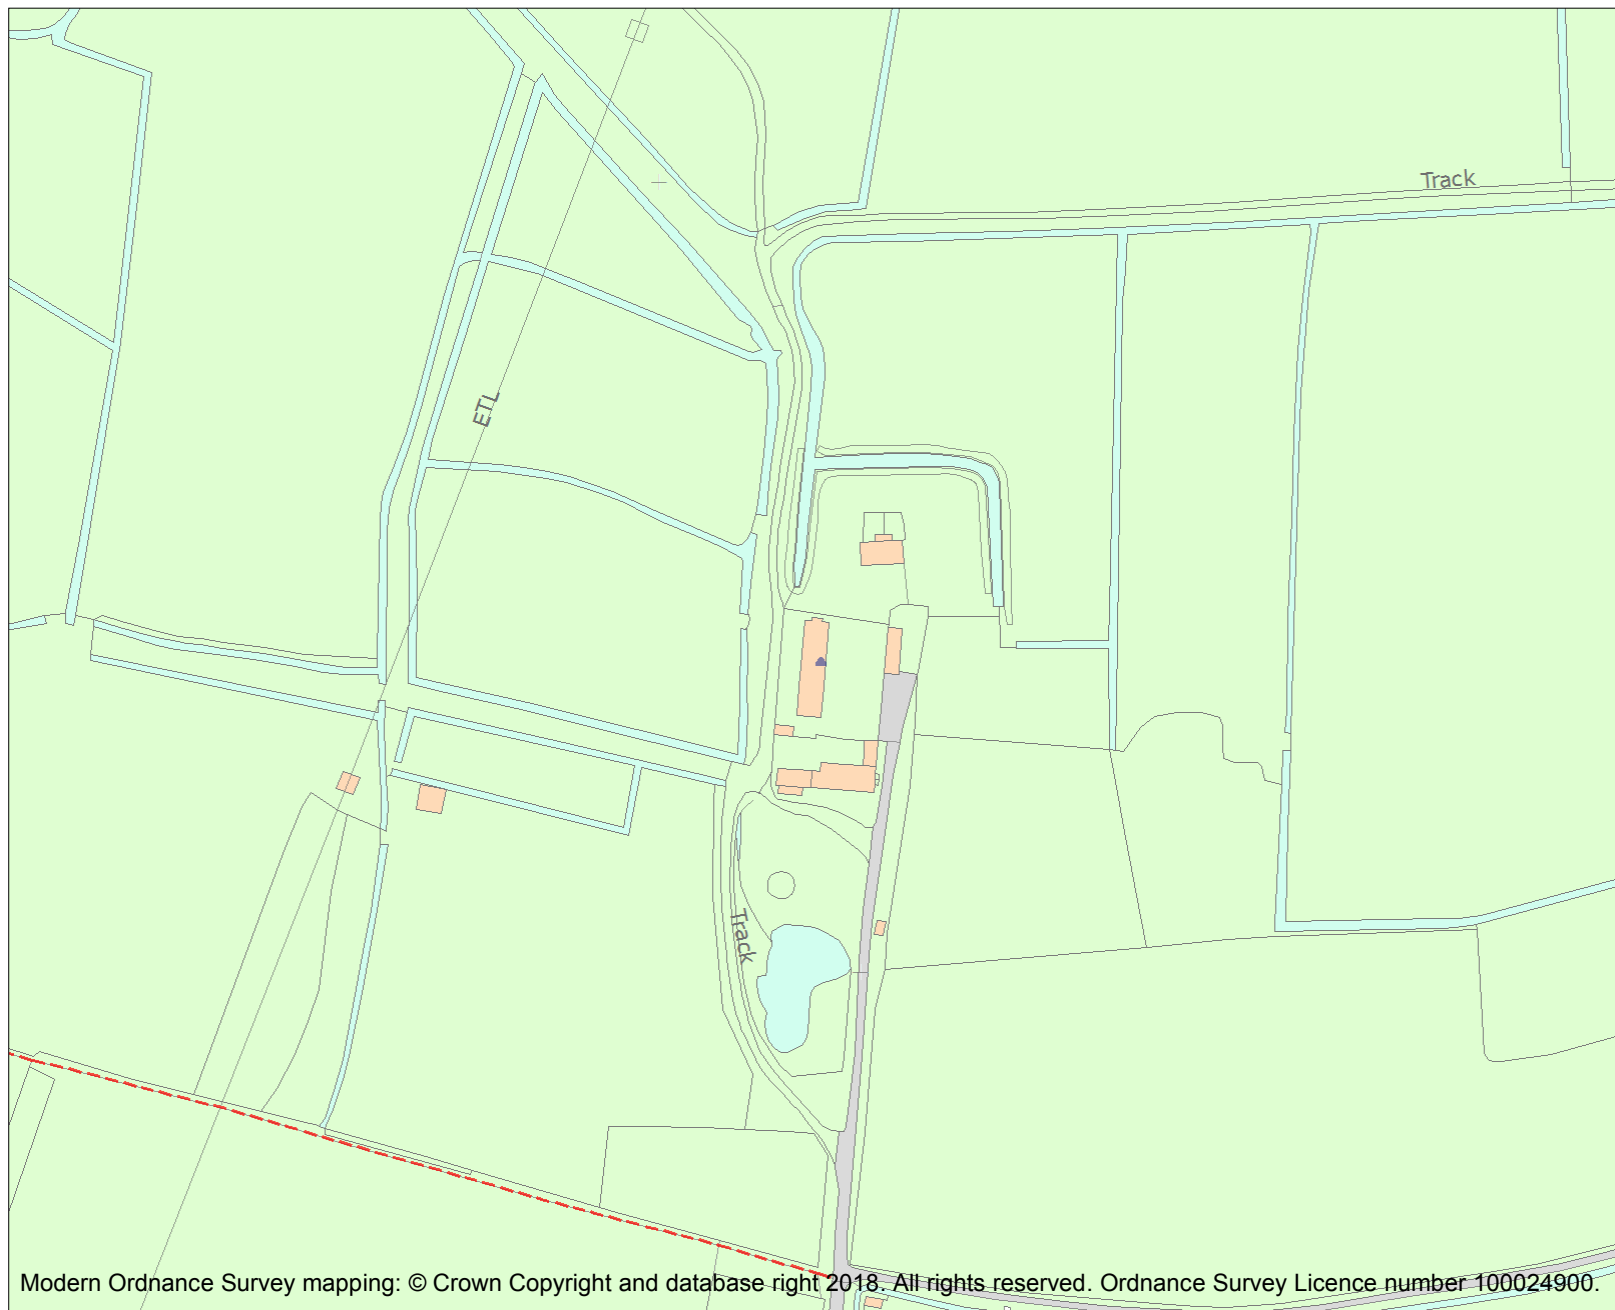 Track
ETL
Track
Modern Ordnance Survey mapping: © Crown Copyright and database right 2018. All rights reserved. Ordnance Survey Licence number 100024900.